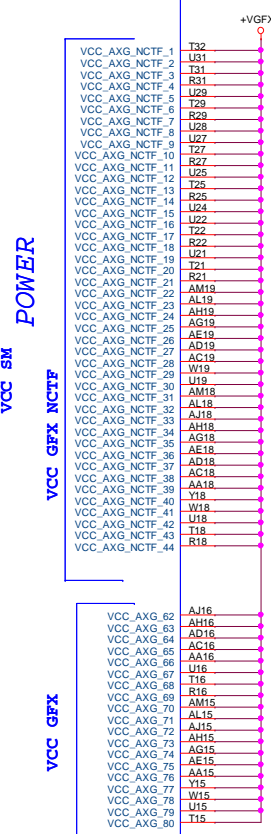 +VGFX
VCC_AXG_NCTF_1 T32
VCC_AXG_NCTF_2 U31
VCC_AXG_NCTF_3 T31
VCC_AXG_NCTF_4 R31
VCC_AXG_NCTF_5 U29
VCC_AXG_NCTF_6 T29
VCC_AXG_NCTF_7 R29
VCC_AXG_NCTF_8 U28
VCC_AXG_NCTF_9 U27
VCC_AXG_NCTF_10 T27
VCC_AXG_NCTF_11 R27
VCC_AXG_NCTF_12 U25
VCC_AXG_NCTF_13 T25
VCC_AXG_NCTF_14 R25
VCC_AXG_NCTF_15 U24
VCC_AXG_NCTF_16 U22
VCC_AXG_NCTF_17 T22
VCC_AXG_NCTF_18 R22
VCC_AXG_NCTF_19 U21
VCC_AXG_NCTF_20 T21
VCC_AXG_NCTF_21 R21
VCC_AXG_NCTF_22 AM19
VCC_AXG_NCTF_23 AL19
VCC_AXG_NCTF_24 AH19
VCC_AXG_NCTF_25 AG19
VCC_AXG_NCTF_26 AE19
VCC_AXG_NCTF_27 AD19
VCC_AXG_NCTF_28 AC19
VCC_AXG_NCTF_29 W19
VCC_AXG_NCTF_30 U19
VCC_AXG_NCTF_31 AM18
VCC_AXG_NCTF_32 AL18
VCC_AXG_NCTF_33 AJ18
VCC_AXG_NCTF_34 AH18
VCC_AXG_NCTF_35 AG18
VCC_AXG_NCTF_36 AE18
VCC_AXG_NCTF_37 AD18
VCC_AXG_NCTF_38 AC18
VCC_AXG_NCTF_39 AA18
VCC_AXG_NCTF_40 Y18
VCC_AXG_NCTF_41 W18
VCC_AXG_NCTF_42 U18
VCC_AXG_NCTF_43 T18
VCC_AXG_NCTF_44 R18
POWER
VCC SM
VCC GFX NCTF
VCC_AXG_62 AJ16
VCC_AXG_63 AH16
VCC_AXG_64 AD16
VCC_AXG_65 AC16
VCC_AXG_66 AA16
VCC_AXG_67 U16
VCC_AXG_68 T16
VCC_AXG_69 R16
VCC_AXG_70 AM15
VCC_AXG_71 AL15
VCC_AXG_72 AJ15
VCC_AXG_73 AH15
VCC_AXG_74 AG15
VCC_AXG_75 AE15
VCC_AXG_76 AA15
VCC_AXG_77 Y15
VCC_AXG_78 W15
VCC_AXG_79 U15
VCC_AXG_80 T15
VCC GFX